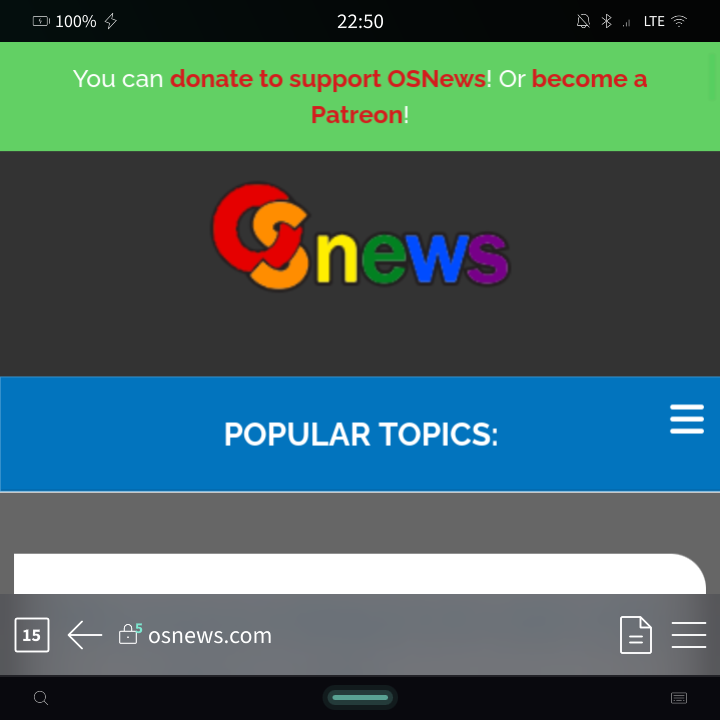 100% 22:50 LTE
You can donate to support OSNews! Or become a
Patreon!
OSnews
POPULAR TOPICS:
15 5 osnews.com